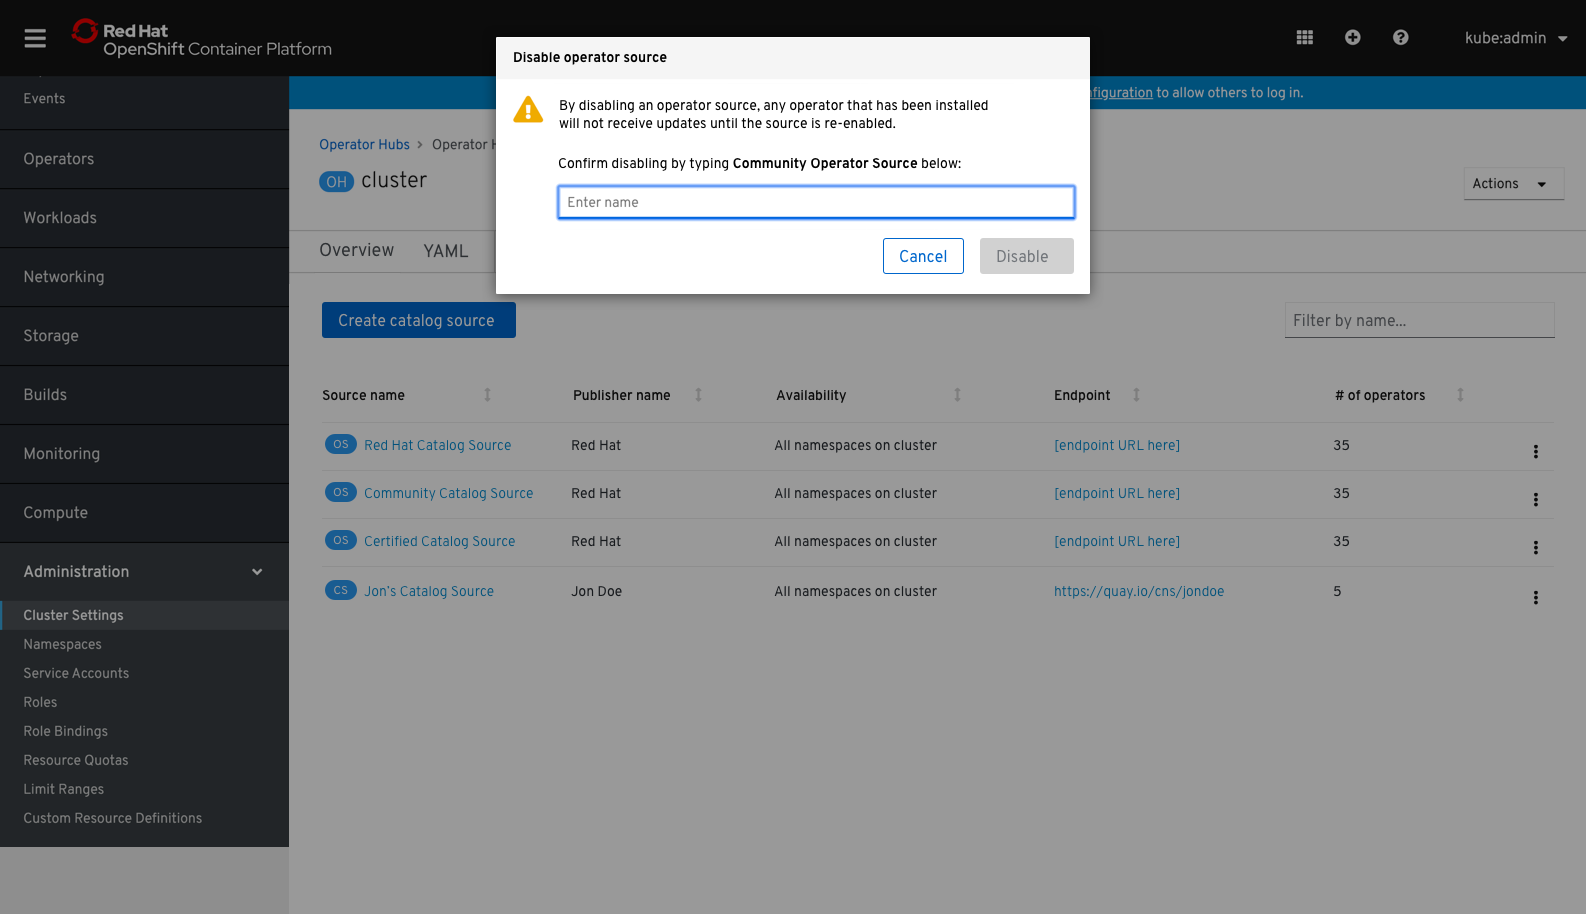 Red Hat
OpenShift Container Platform
kube:admin
Events
Operators
Workloads
Networking
Storage
Builds
Monitoring
Compute
Administration
Cluster Settings
Namespaces
Service Accounts
Roles
Role Bindings
Resource Quotas
Limit Ranges
Custom Resource Definitions
to allow others to log in.
Operator Hubs > Operator
OH cluster
Actions
Overview YAML
Disable operator source
By disabling an operator source, any operator that has been installed
will not receive updates until the source is re-enabled.
Confirm disabling by typing Community Operator Source below:
Enter name
Cancel Disable
Create catalog source
Filter by name...
Source name Publisher name Availability Endpoint # of operators
OS Red Hat Catalog Source Red Hat All namespaces on cluster [endpoint URL here] 35
OS Community Catalog Source Red Hat All namespaces on cluster [endpoint URL here] 35
OS Certified Catalog Source Red Hat All namespaces on cluster [endpoint URL here] 35
CS Jon's Catalog Source Jon Doe All namespaces on cluster https://quay.io/cns/jondoe 5